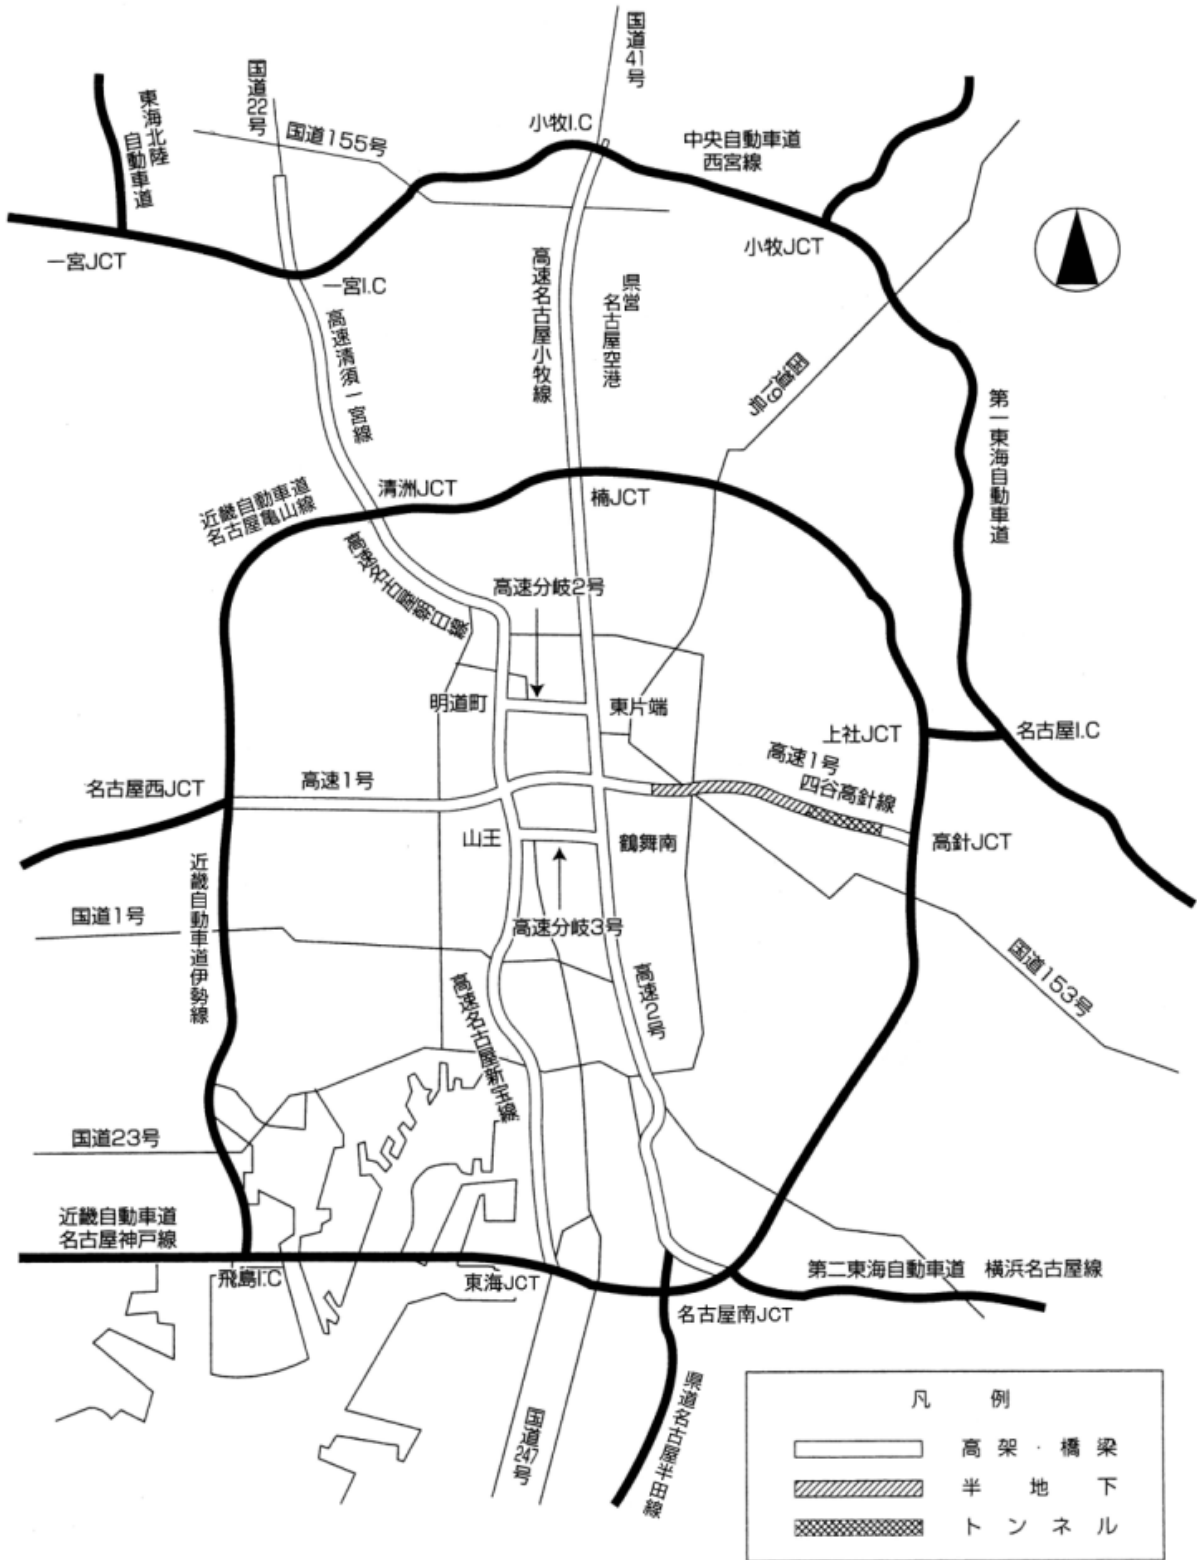 国道41号
国道22号
東海北陸
自動車道
国道155号
小牧I.C
中央自動車道
西宮線
一宮JCT
小牧JCT
一宮I.C
高速名古屋小牧線
県営
名古屋空港
高速清須一宮線
国道19号
第一東海自動車道
清洲JCT
楠JCT
近畿自動車道
名古屋亀山線
高速名古屋朝日線
高速分岐2号
明道町
東片端
上社JCT
名古屋I.C
高速1号
四谷高針線
名古屋西JCT
高速1号
山王
鶴舞南
高針JCT
近畿自動車道伊勢線
国道1号
高速分岐3号
高速2号
国道153号
高速名古屋新宝線
国道23号
近畿自動車道
名古屋神戸線
飛島I.C
東海JCT
第二東海自動車道 横浜名古屋線
名古屋南JCT
国道247号
県道名古屋半田線
凡 例
高架・橋梁
半地下
トンネル